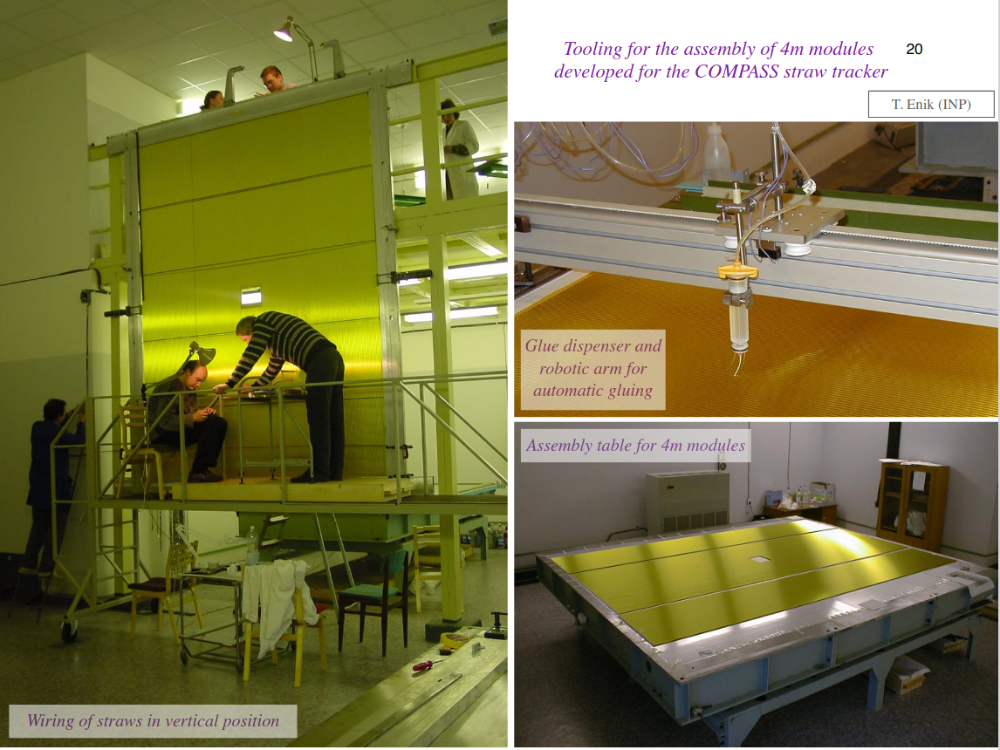 Tooling for the assembly of 4m modules
developed for the COMPASS straw tracker
20
T. Enik (INP)
Glue dispenser and
robotic arm for
automatic gluing
Assembly table for 4m modules
Wiring of straws in vertical position